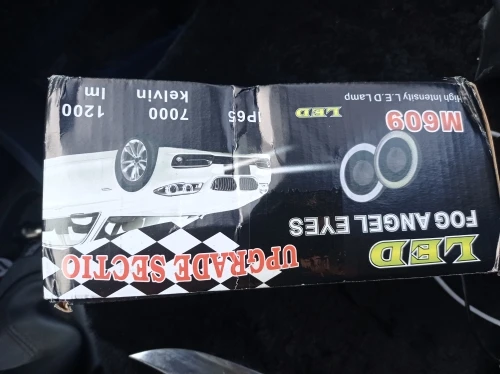 LED
FOG ANGEL EYES
UPGRADE SECTIO
M609
High Intensity L.E.D Lamp
LED
IP65
7000
kelvin
1200
lm